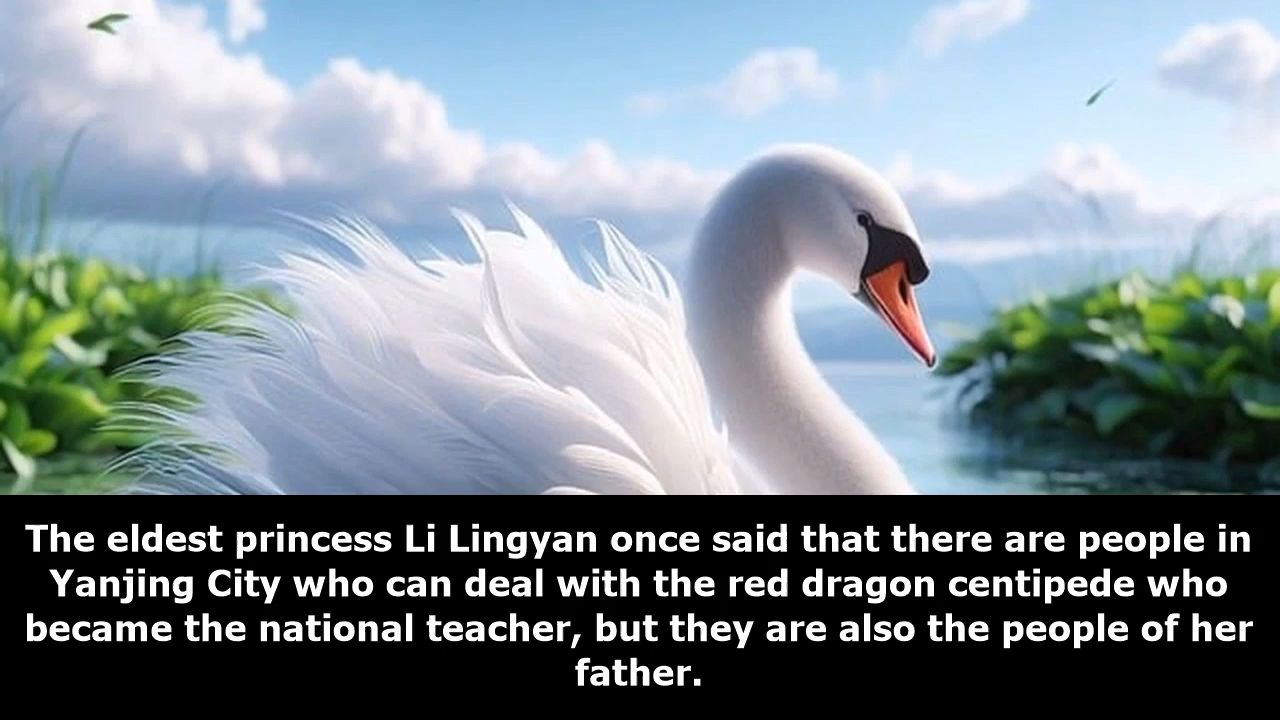 The eldest princess Li Lingyan once said that there are people in
Yanjing City who can deal with the red dragon centipede who
became the national teacher, but they are also the people of her
father.